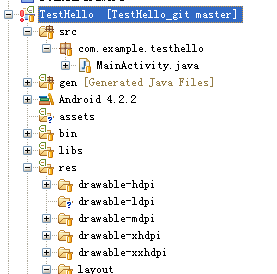 TestHello [TestHello_git master]
src
com.example.testhello
MainActivity.java
gen [Generated Java Files]
Android 4.2.2
assets
bin
libs
res
drawable-hdpi
drawable-ldpi
drawable-mdpi
drawable-xhdpi
drawable-xxhdpi
layout